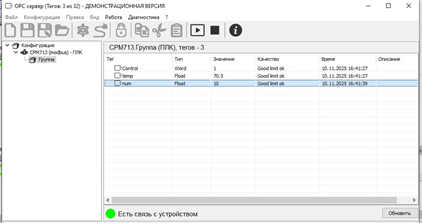 OPC сервер (Тегов: 3 из 32) - ДЕМОНСТРАЦИОННАЯ ВЕРСИЯ
Файл Конфигурация Правка Вид Работа Диагностика ?
Конфигурация
CPM713 (modbus) - ПЛК
Группа
CPM713.Группа (ПЛК), тегов - 3
Тег Тип Значение Качество Время Описание
Control Word 1 Good limit ok 10.11.2025 16:41:27
temp Float 70.5 Good limit ok 10.11.2025 16:41:27
num Float 10 Good limit ok 10.11.2025 16:41:39
Есть связь с устройством
Обновить